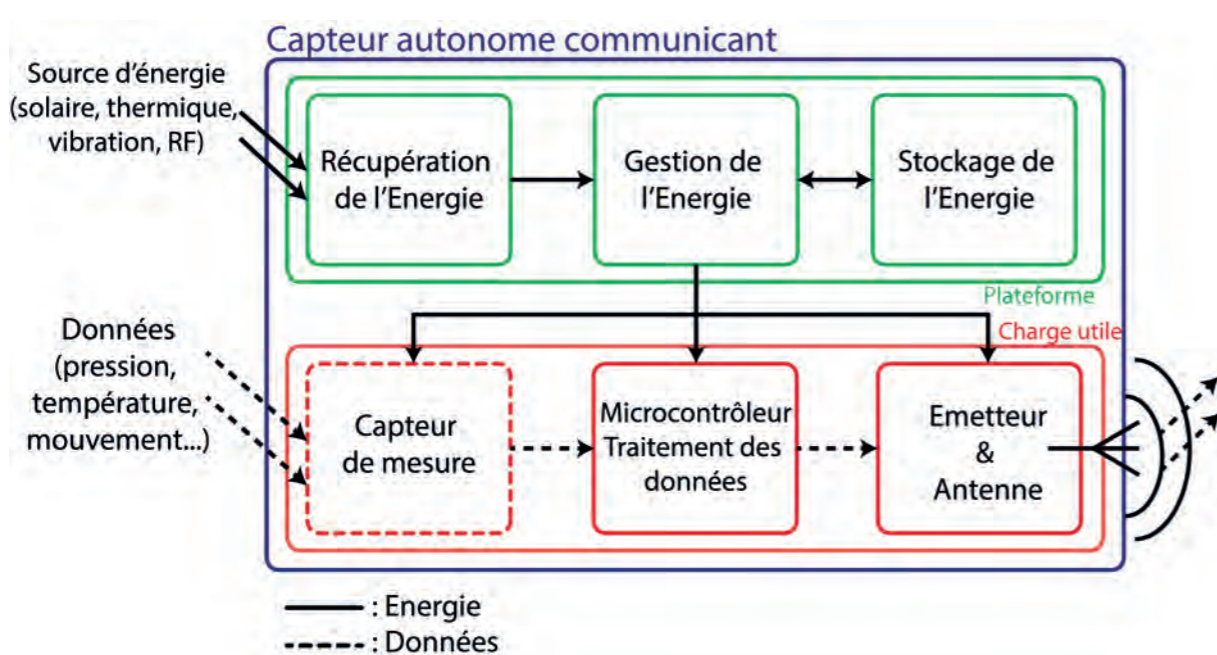 Capteur autonome communicant
Source d'énergie
(solaire, thermique,
vibration, RF)
Récupération
de l'Energie
Gestion de
l'Energie
Stockage de
l'Energie
Plateforme
Charge utile
Données
(pression,
température,
mouvement...)
Capteur
de mesure
Microcontrôleur
Traitement des
données
Emetteur
&
Antenne
: Energie
: Données